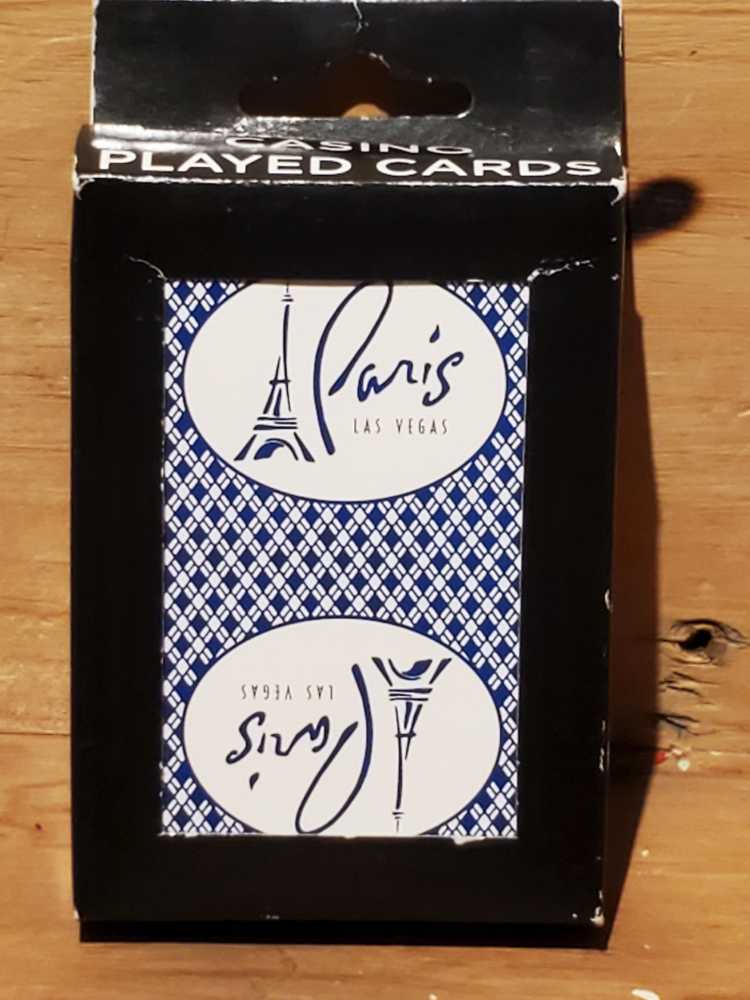 CASINO
PLAYED CARDS
Paris
LAS VEGAS
LAS VEGAS
Paris